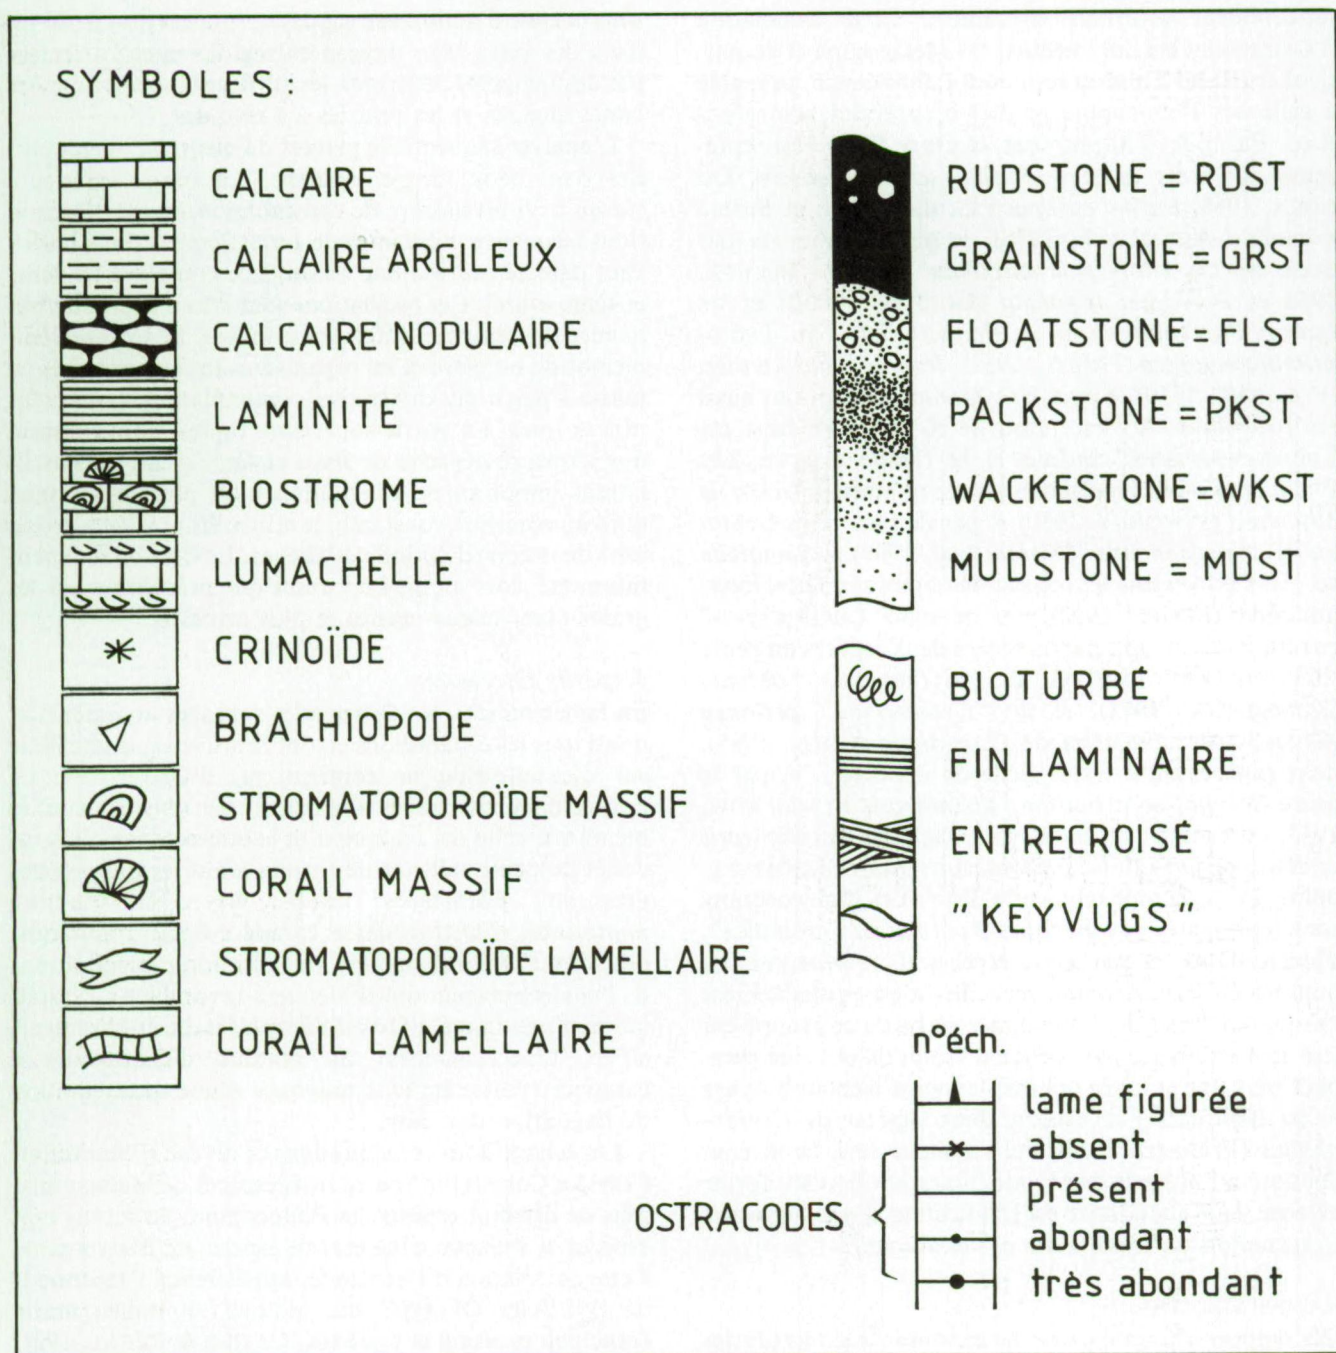 SYMBOLES :
CALCAIRE
CALCAIRE ARGILEUX
CALCAIRE NODULAIRE
LAMINITE
BIOSTROME
LUMACHELLE
CRINOÏDE
BRACHIOPODE
STROMATOPOROÏDE MASSIF
CORAIL MASSIF
STROMATOPOROÏDE LAMELLAIRE
CORAIL LAMELLAIRE
RUDSTONE = RDST
GRAINSTONE = GRST
FLOATSTONE = FLST
PACKSTONE = PKST
WACKESTONE = WKST
MUDSTONE = MDST
BIOTURBÉ
FIN LAMINAIRE
ENTRECROISÉ
"KEYVUGS"
n°éch.
lame figurée
absent
présent
OSTRACODES
abondant
très abondant